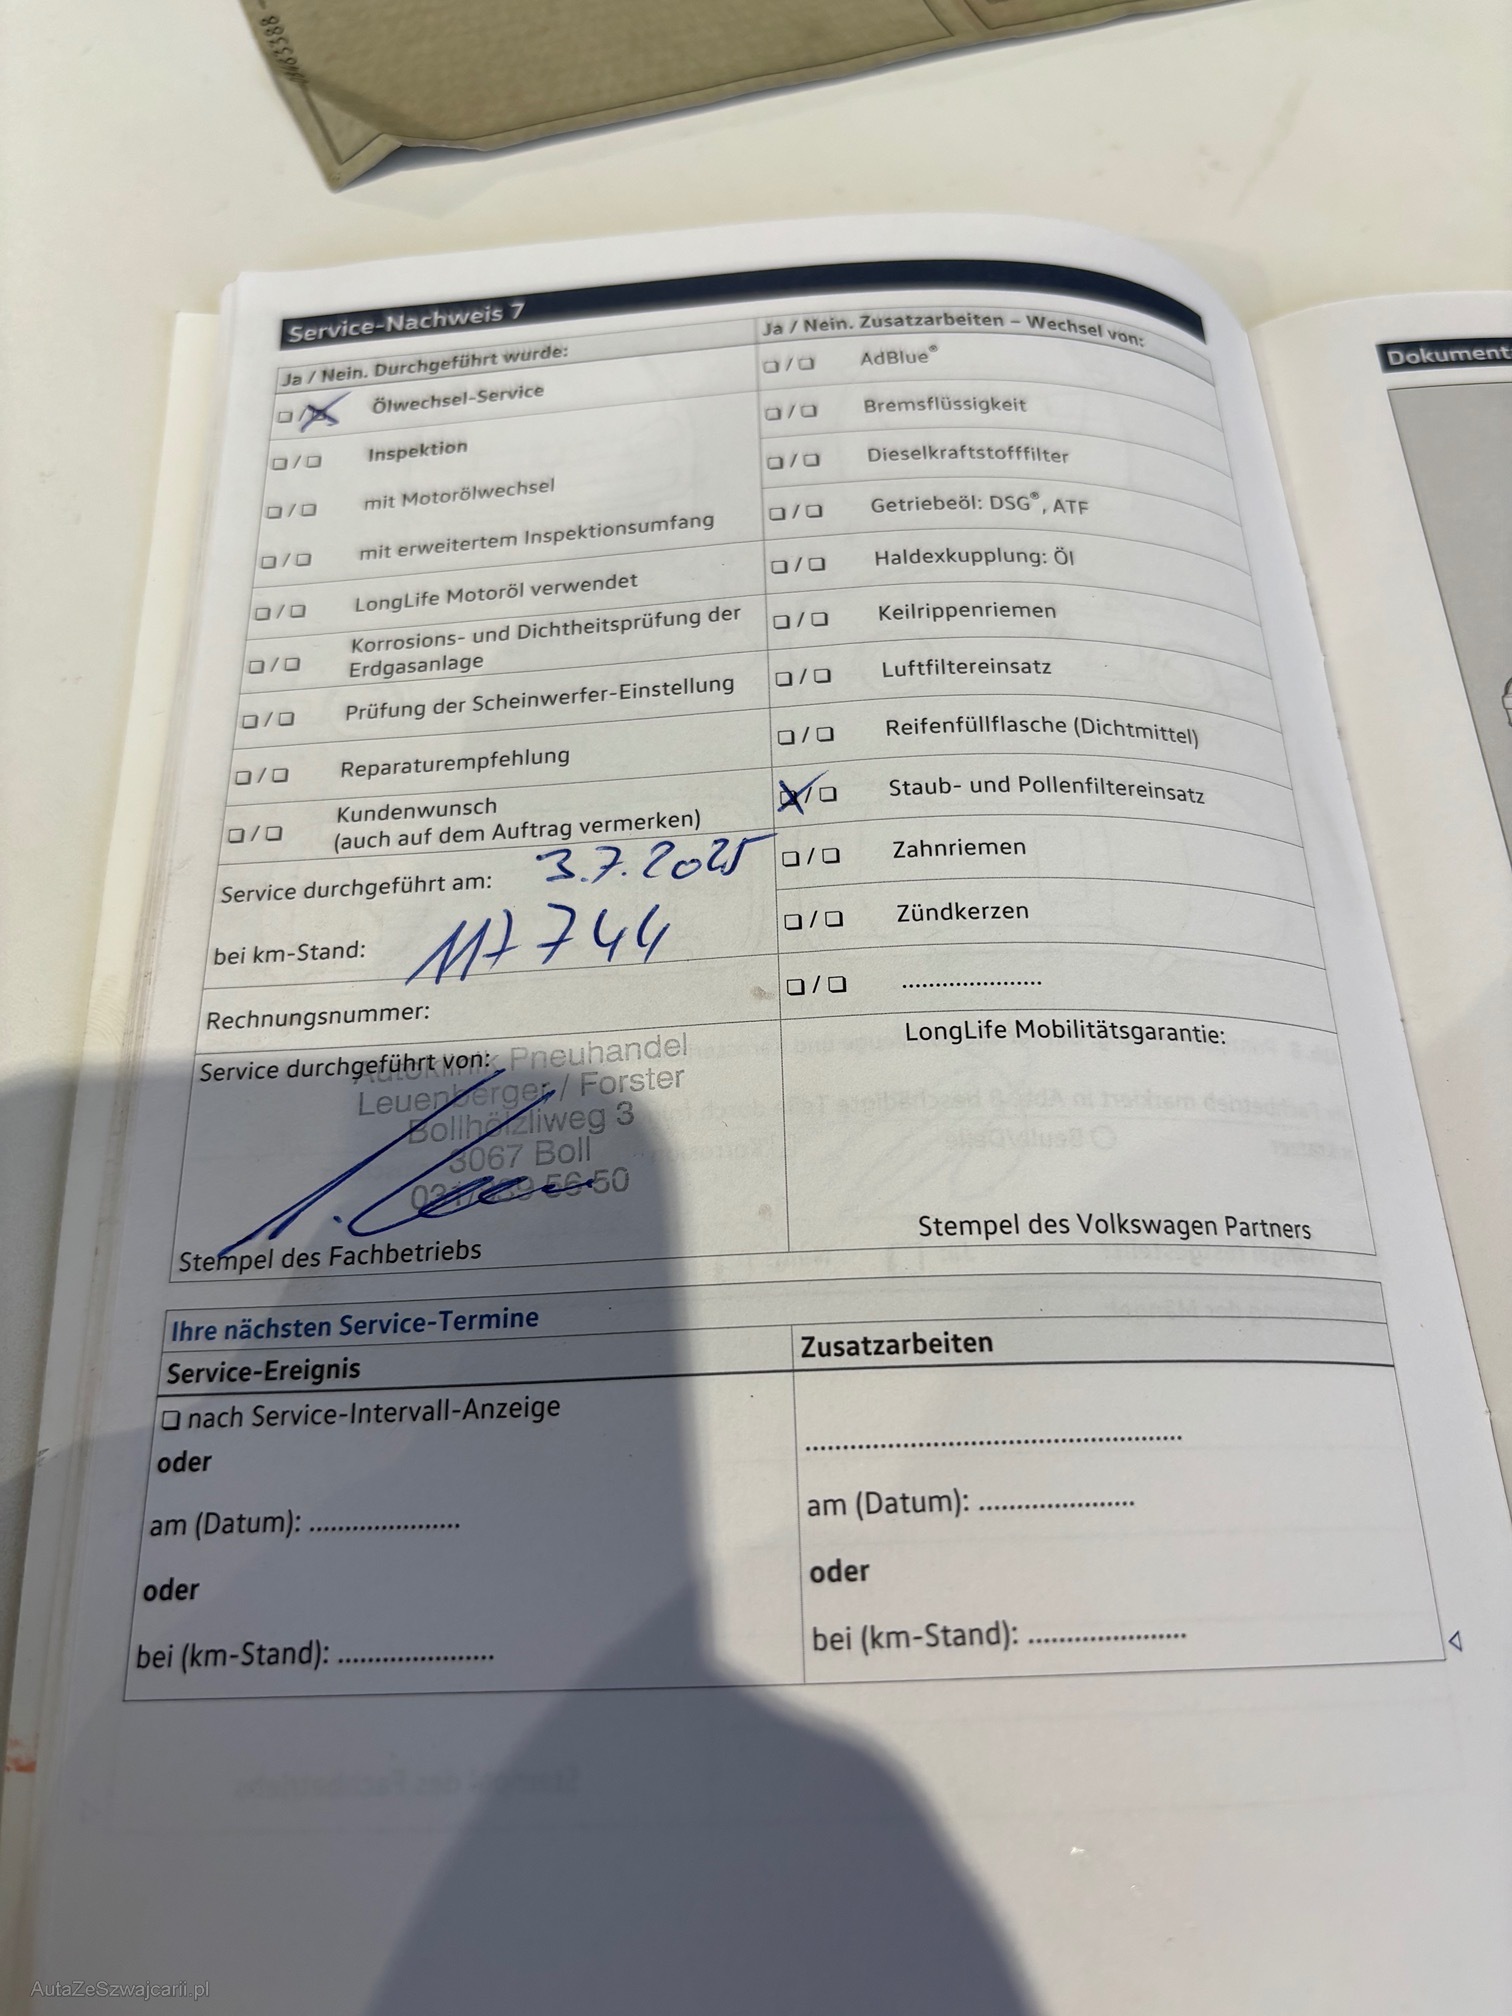 Service-Nachweis 7
Ja / Nein. Durchgeführt wurde:
❏ / ❏ Ölwechsel-Service
❏ / ❏ Inspektion
❏ / ❏ mit Motorölwechsel
❏ / ❏ mit erweitertem Inspektionsumfang
❏ / ❏ LongLife Motoröl verwendet
❏ / ❏ Korrosions- und Dichtheitsprüfung der
Erdgasanlage
❏ / ❏ Prüfung der Scheinwerfer-Einstellung
❏ / ❏ Reparaturempfehlung
❏ / ❏ Kundenwunsch
(auch auf dem Auftrag vermerken)
Service durchgeführt am: 3.7.2025
bei km-Stand: 117744
Rechnungsnummer:
Service durchgeführt von:
Autoklinik Pneuhandel
Leuenberger / Forster
Bollhölzliweg 3
3067 Boll
Stempel des Fachbetriebs
Ja / Nein. Zusatzarbeiten – Wechsel von:
❏ / ❏ AdBlue®
❏ / ❏ Bremsflüssigkeit
❏ / ❏ Dieselkraftstofffilter
❏ / ❏ Getriebeöl: DSG®, ATF
❏ / ❏ Haldexkupplung: Öl
❏ / ❏ Keilrippenriemen
❏ / ❏ Luftfiltereinsatz
❏ / ❏ Reifenfüllflasche (Dichtmittel)
❏ / ❏ Staub- und Pollenfiltereinsatz
❏ / ❏ Zahnriemen
❏ / ❏ Zündkerzen
❏ / ❏ ........................
LongLife Mobilitätsgarantie:
Stempel des Volkswagen Partners
Ihre nächsten Service-Termine
Service-Ereignis
❏ nach Service-Intervall-Anzeige
oder
am (Datum): ......................
oder
bei (km-Stand): ......................
Zusatzarbeiten
......................................................
am (Datum): ......................
oder
bei (km-Stand): ......................
Dokument
AutaZeSzwajcarii.pl